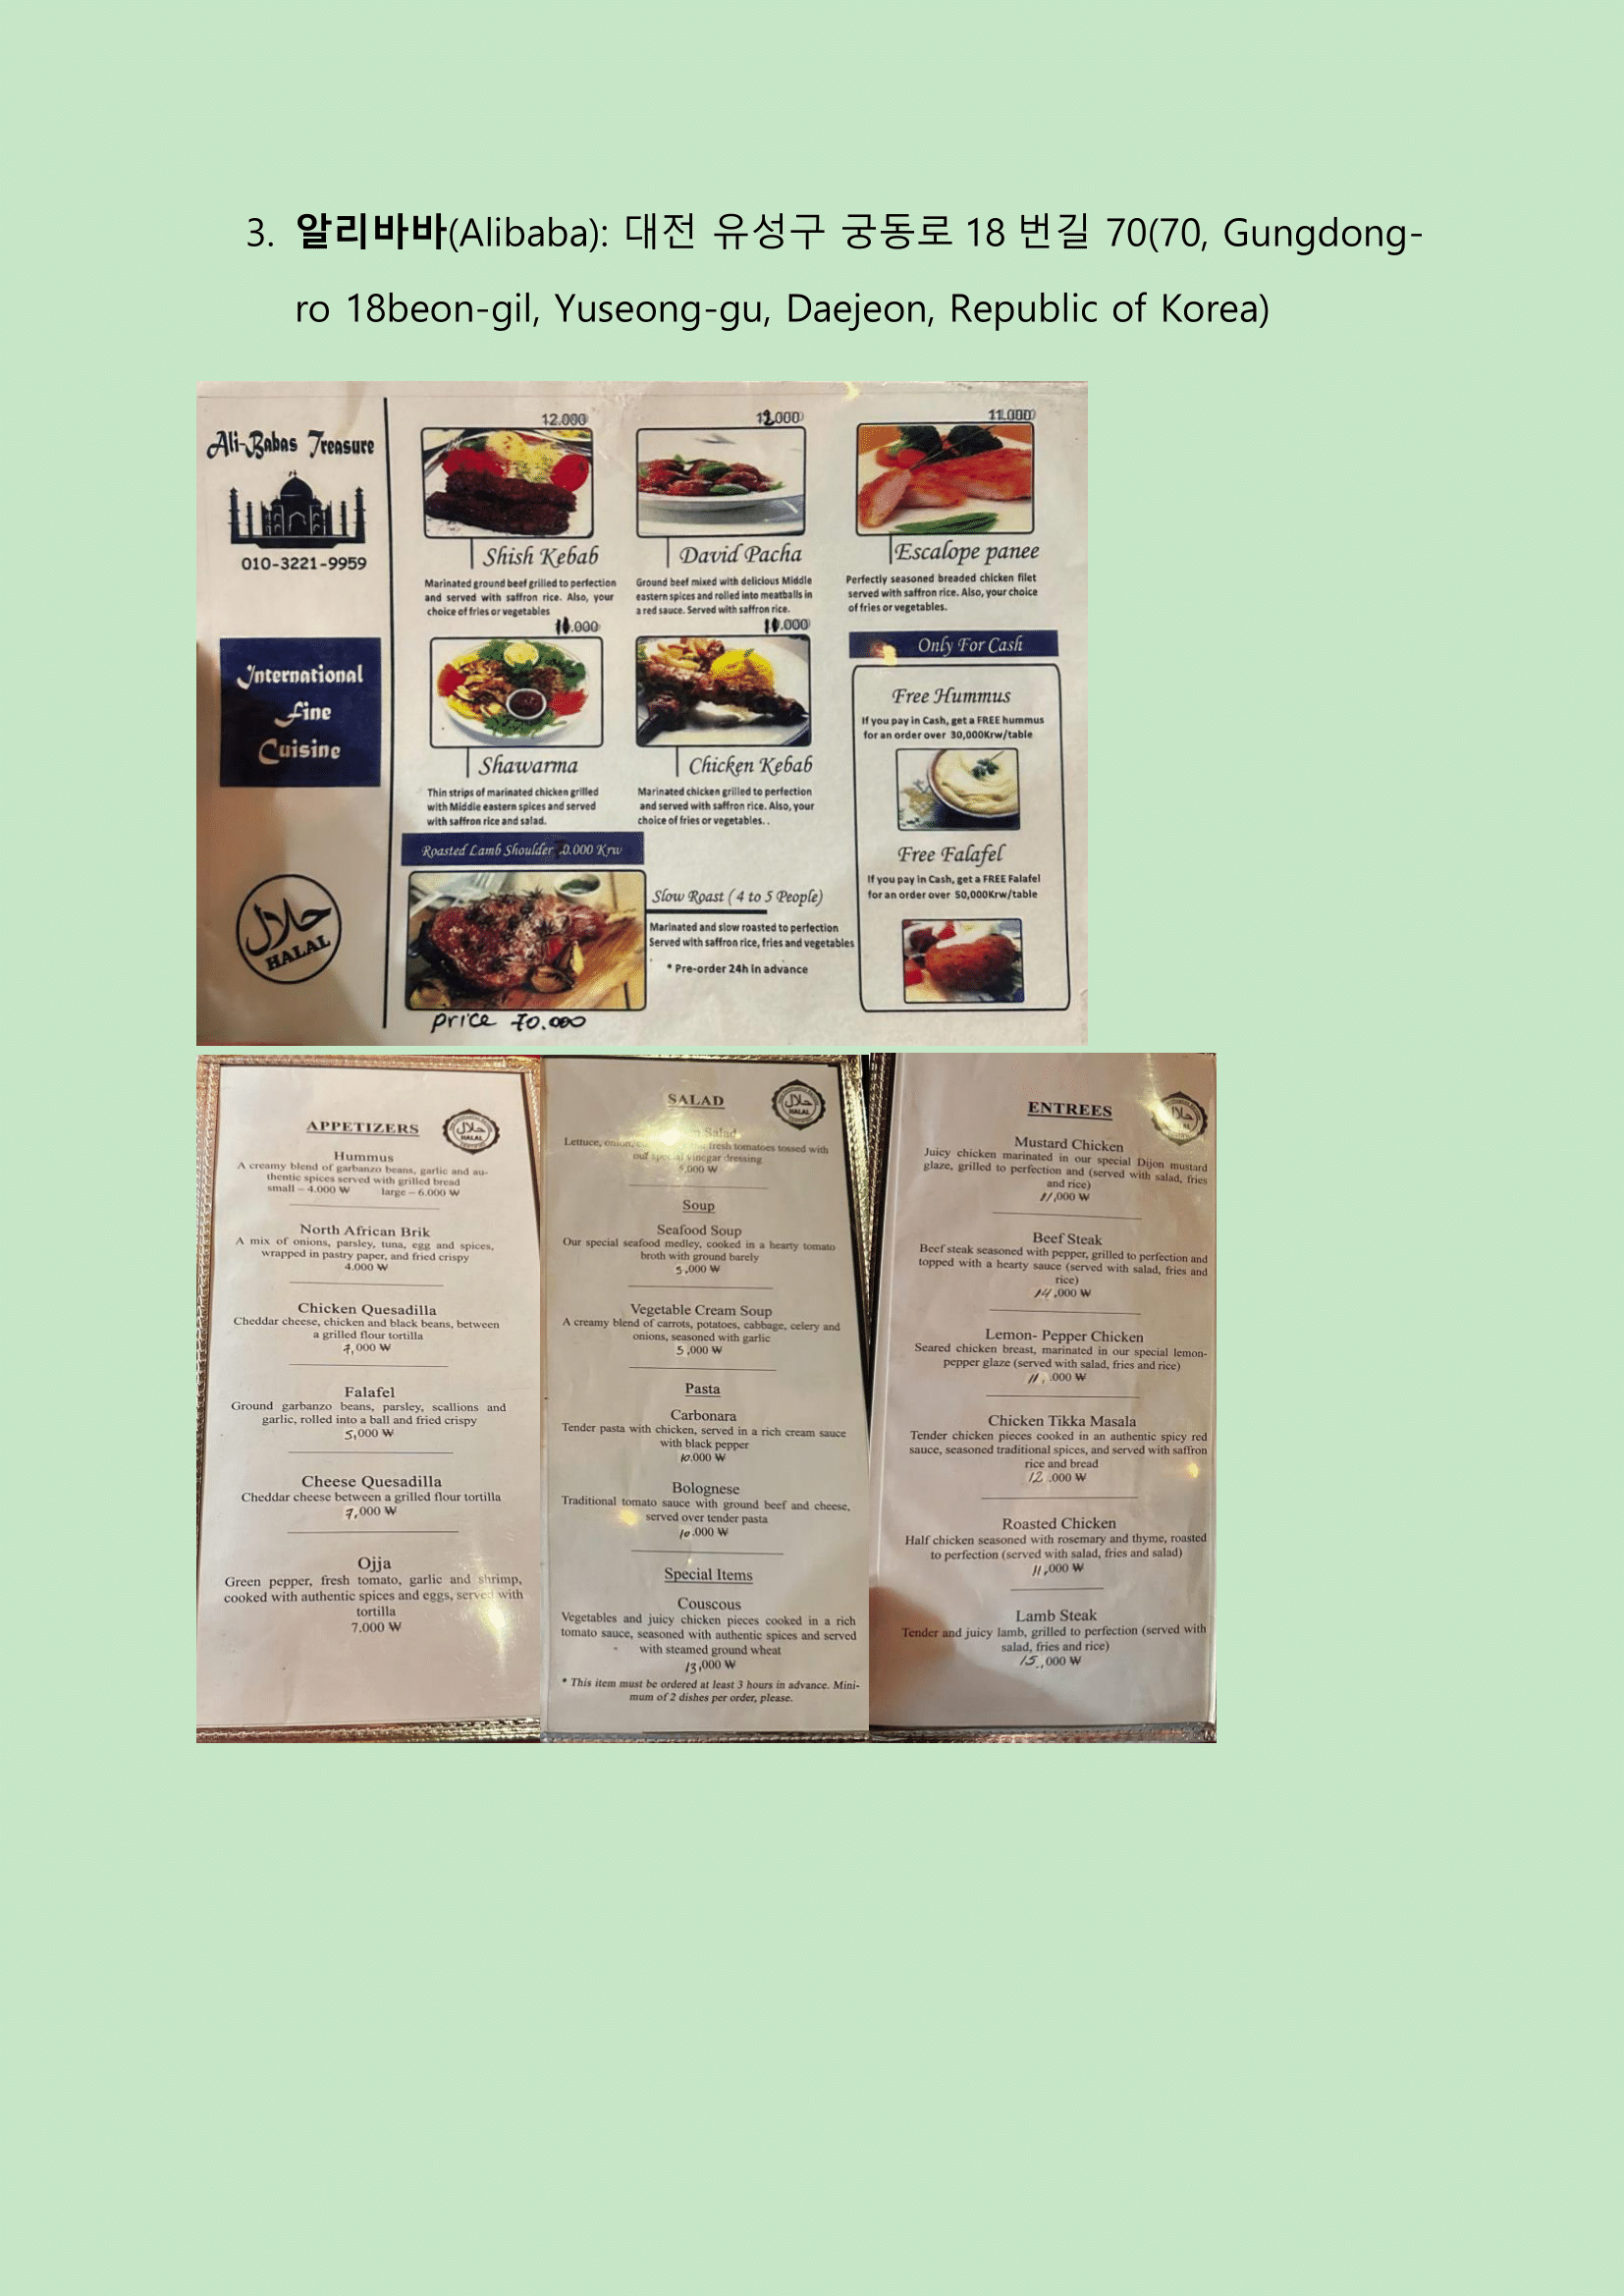 3. 알리바바(Alibaba): 대전 유성구 궁동로 18 번길 70(70, Gungdong-
ro 18beon-gil, Yuseong-gu, Daejeon, Republic of Korea)
Ali-Babas Treasure
010-3221-9959
International
Fine
Cuisine
حلال
HALAL
12.000
Shish Kebab
Marinated ground beef grilled to perfection
and served with saffron rice. Also, your
choice of fries or vegetables
12.000
David Pacha
Ground beef mixed with delicious Middle
eastern spices and rolled into meatballs in
a red sauce. Served with saffron rice.
11.000
Escalope panee
Perfectly seasoned breaded chicken filet
served with saffron rice. Also, your choice
of fries or vegetables.
.000
Shawarma
Thin strips of marinated chicken grilled
with Middle eastern spices and served
with saffron rice and salad.
.000
Chicken Kebab
Marinated chicken grilled to perfection
and served with saffron rice. Also, your
choice of fries or vegetables. .
Only For Cash
Free Hummus
If you pay in Cash, get a FREE hummus
for an order over 30,000Krw/table
Free Falafel
If you pay in Cash, get a FREE Falafel
for an order over 50,000Krw/table
Roasted Lamb Shoulder 70.000 Krw
Slow Roast ( 4 to 5 People)
Marinated and slow roasted to perfection
Served with saffron rice, fries and vegetables
* Pre-order 24h in advance
price 70.000
APPETIZERS
حلال
HALAL
Hummus
A creamy blend of garbanzo beans, garlic and au-
thentic spices served with grilled bread
small – 4.000 ₩ large – 6.000 ₩
North African Brik
A mix of onions, parsley, tuna, egg and spices,
wrapped in pastry paper, and fried crispy
4.000 ₩
Chicken Quesadilla
Cheddar cheese, chicken and black beans, between
a grilled flour tortilla
7,000 ₩
Falafel
Ground garbanzo beans, parsley, scallions and
garlic, rolled into a ball and fried crispy
5,000 ₩
Cheese Quesadilla
Cheddar cheese between a grilled flour tortilla
7,000 ₩
Ojja
Green pepper, fresh tomato, garlic and shrimp,
cooked with authentic spices and eggs, served with
tortilla
7.000 ₩
SALAD
حلال
HALAL
Salad
Lettuce, fresh tomatoes tossed with
our special vinegar dressing
5,000 ₩
Soup
Seafood Soup
Our special seafood medley, cooked in a hearty tomato
broth with ground barely
5,000 ₩
Vegetable Cream Soup
A creamy blend of carrots, potatoes, cabbage, celery and
onions, seasoned with garlic
5,000 ₩
Pasta
Carbonara
Tender pasta with chicken, served in a rich cream sauce
with black pepper
10.000 ₩
Bolognese
Traditional tomato sauce with ground beef and cheese,
served over tender pasta
10.000 ₩
Special Items
Couscous
Vegetables and juicy chicken pieces cooked in a rich
tomato sauce, seasoned with authentic spices and served
with steamed ground wheat
13,000 ₩
* This item must be ordered at least 3 hours in advance. Mini-
mum of 2 dishes per order, please.
ENTREES
حلال
HALAL
Mustard Chicken
Juicy chicken marinated in our special Dijon mustard
glaze, grilled to perfection and (served with salad, fries
and rice)
11,000 ₩
Beef Steak
Beef steak seasoned with pepper, grilled to perfection and
topped with a hearty sauce (served with salad, fries and
rice)
14,000 ₩
Lemon- Pepper Chicken
Seared chicken breast, marinated in our special lemon-
pepper glaze (served with salad, fries and rice)
11,.000 ₩
Chicken Tikka Masala
Tender chicken pieces cooked in an authentic spicy red
sauce, seasoned traditional spices, and served with saffron
rice and bread
12.000 ₩
Roasted Chicken
Half chicken seasoned with rosemary and thyme, roasted
to perfection (served with salad, fries and salad)
11,000 ₩
Lamb Steak
Tender and juicy lamb, grilled to perfection (served with
salad, fries and rice)
15.,000 ₩